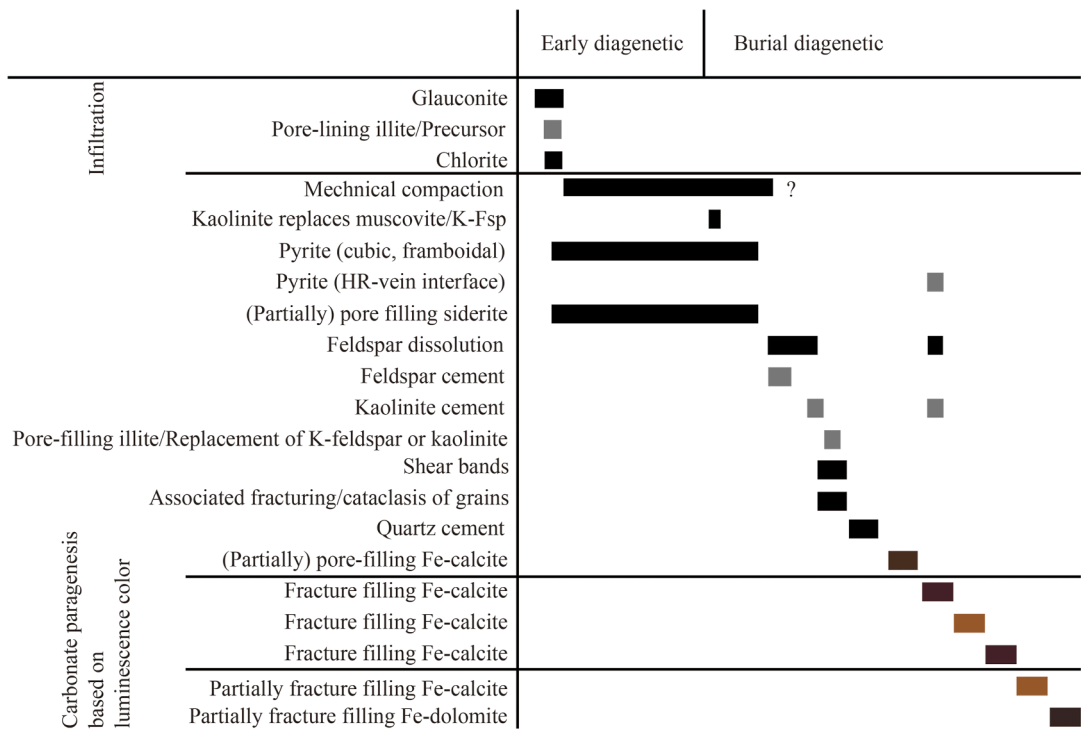 Early diagenetic
Burial diagenetic
Infiltration
Glauconite
Pore-lining illite/Precursor
Chlorite
Mechnical compaction
?
Kaolinite replaces muscovite/K-Fsp
Pyrite (cubic, framboidal)
Pyrite (HR-vein interface)
(Partially) pore filling siderite
Feldspar dissolution
Feldspar cement
Kaolinite cement
Pore-filling illite/Replacement of K-feldspar or kaolinite
Shear bands
Associated fracturing/cataclasis of grains
Quartz cement
(Partially) pore-filling Fe-calcite
Carbonate paragenesis
based on
luminescence color
Fracture filling Fe-calcite
Fracture filling Fe-calcite
Fracture filling Fe-calcite
Partially fracture filling Fe-calcite
Partially fracture filling Fe-dolomite